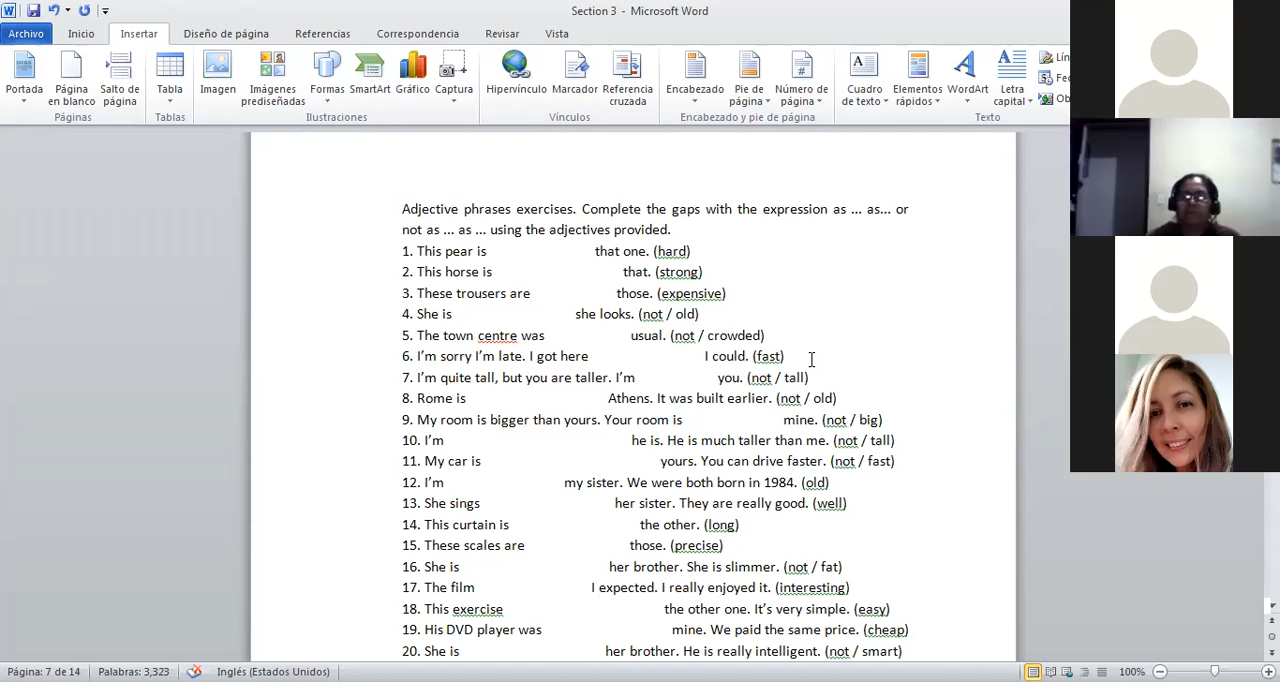 Section 3 - Microsoft Word
Archivo Inicio Insertar Diseño de página Referencias Correspondencia Revisar Vista
Portada Página en blanco Salto de página Tabla Imagen Imágenes prediseñadas Formas SmartArt Gráfico Captura Hipervínculo Marcador Referencia cruzada Encabezado Pie de página Número de página Cuadro de texto Elementos rápidos WordArt Letra capital
Páginas Tablas Ilustraciones Vínculos Encabezado y pie de página Texto
Adjective phrases exercises. Complete the gaps with the expression as ... as... or
not as ... as ... using the adjectives provided.
1. This pear is that one. (hard)
2. This horse is that. (strong)
3. These trousers are those. (expensive)
4. She is she looks. (not / old)
5. The town centre was usual. (not / crowded)
6. I'm sorry I'm late. I got here I could. (fast)
7. I'm quite tall, but you are taller. I'm you. (not / tall)
8. Rome is Athens. It was built earlier. (not / old)
9. My room is bigger than yours. Your room is mine. (not / big)
10. I'm he is. He is much taller than me. (not / tall)
11. My car is yours. You can drive faster. (not / fast)
12. I'm my sister. We were both born in 1984. (old)
13. She sings her sister. They are really good. (well)
14. This curtain is the other. (long)
15. These scales are those. (precise)
16. She is her brother. She is slimmer. (not / fat)
17. The film I expected. I really enjoyed it. (interesting)
18. This exercise the other one. It's very simple. (easy)
19. His DVD player was mine. We paid the same price. (cheap)
20. She is her brother. He is really intelligent. (not / smart)
Página: 7 de 14 Palabras: 3,323 Inglés (Estados Unidos) 100%